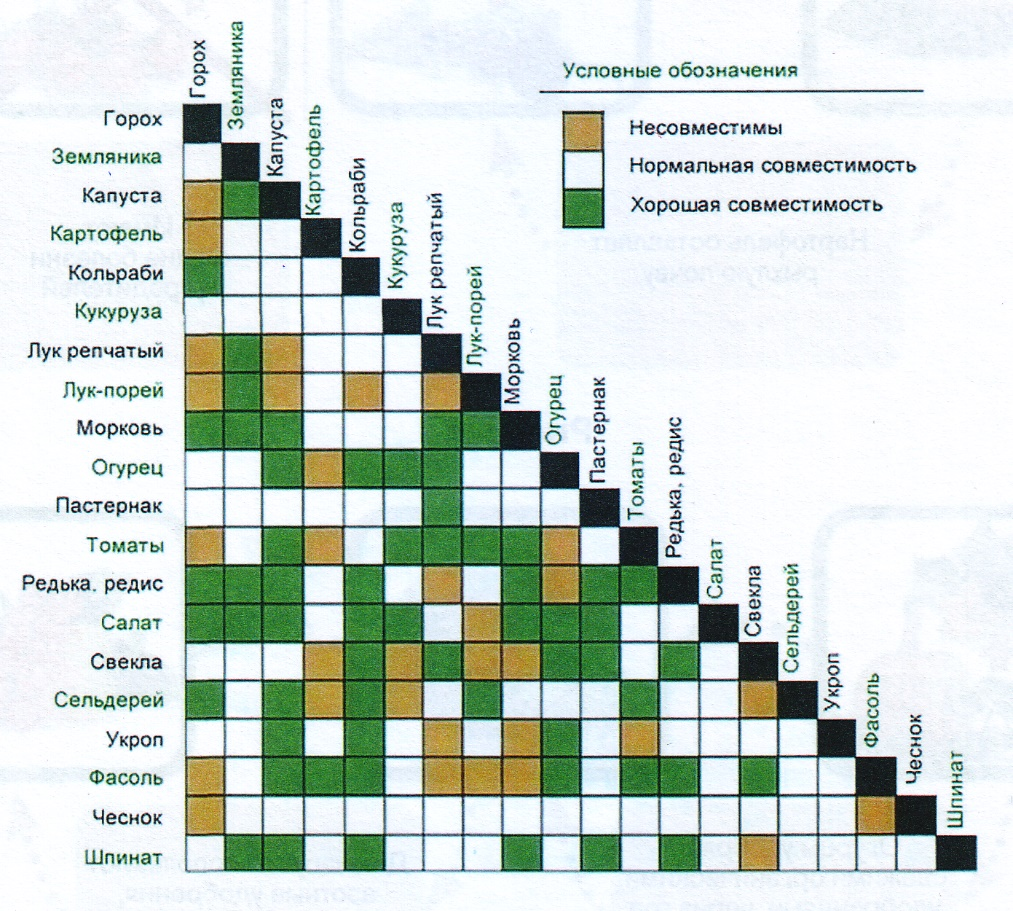 Условные обозначения
Несовместимы
Нормальная совместимость
Хорошая совместимость
Горох
Земляника
Капуста
Картофель
Кольраби
Кукуруза
Лук репчатый
Лук-порей
Морковь
Огурец
Пастернак
Томаты
Редька, редис
Салат
Свекла
Сельдерей
Укроп
Фасоль
Чеснок
Шпинат
Горох
Земляника
Капуста
Картофель
Кольраби
Кукуруза
Лук репчатый
Лук-порей
Морковь
Огурец
Пастернак
Томаты
Редька, редис
Салат
Свекла
Сельдерей
Укроп
Фасоль
Чеснок
Шпинат